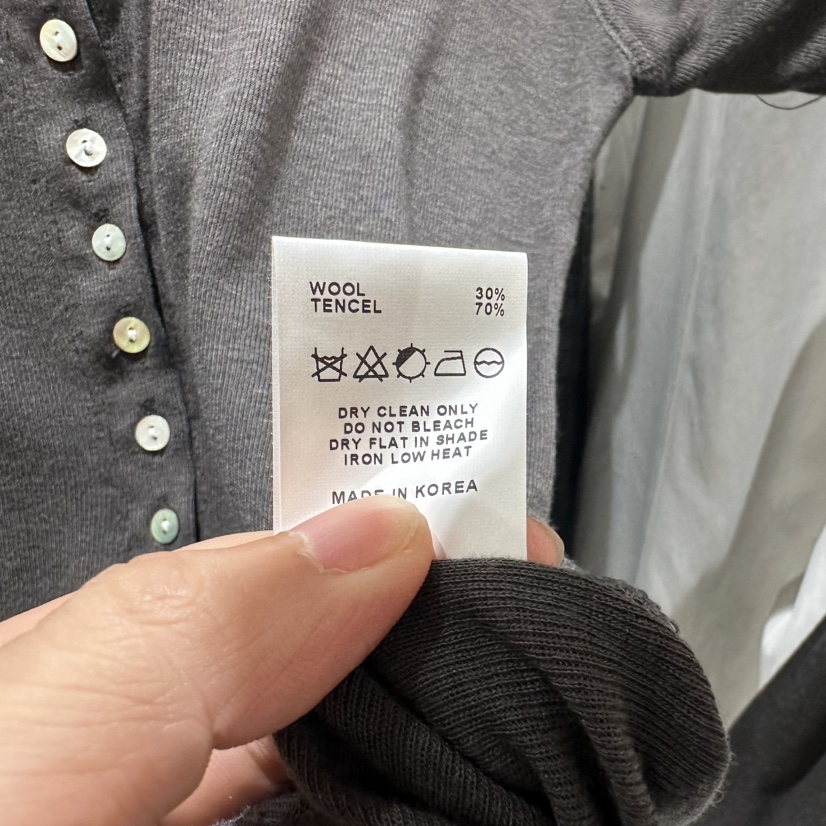 WOOL 30%
TENCEL 70%
DRY CLEAN ONLY
DO NOT BLEACH
DRY FLAT IN SHADE
IRON LOW HEAT
MADE IN KOREA